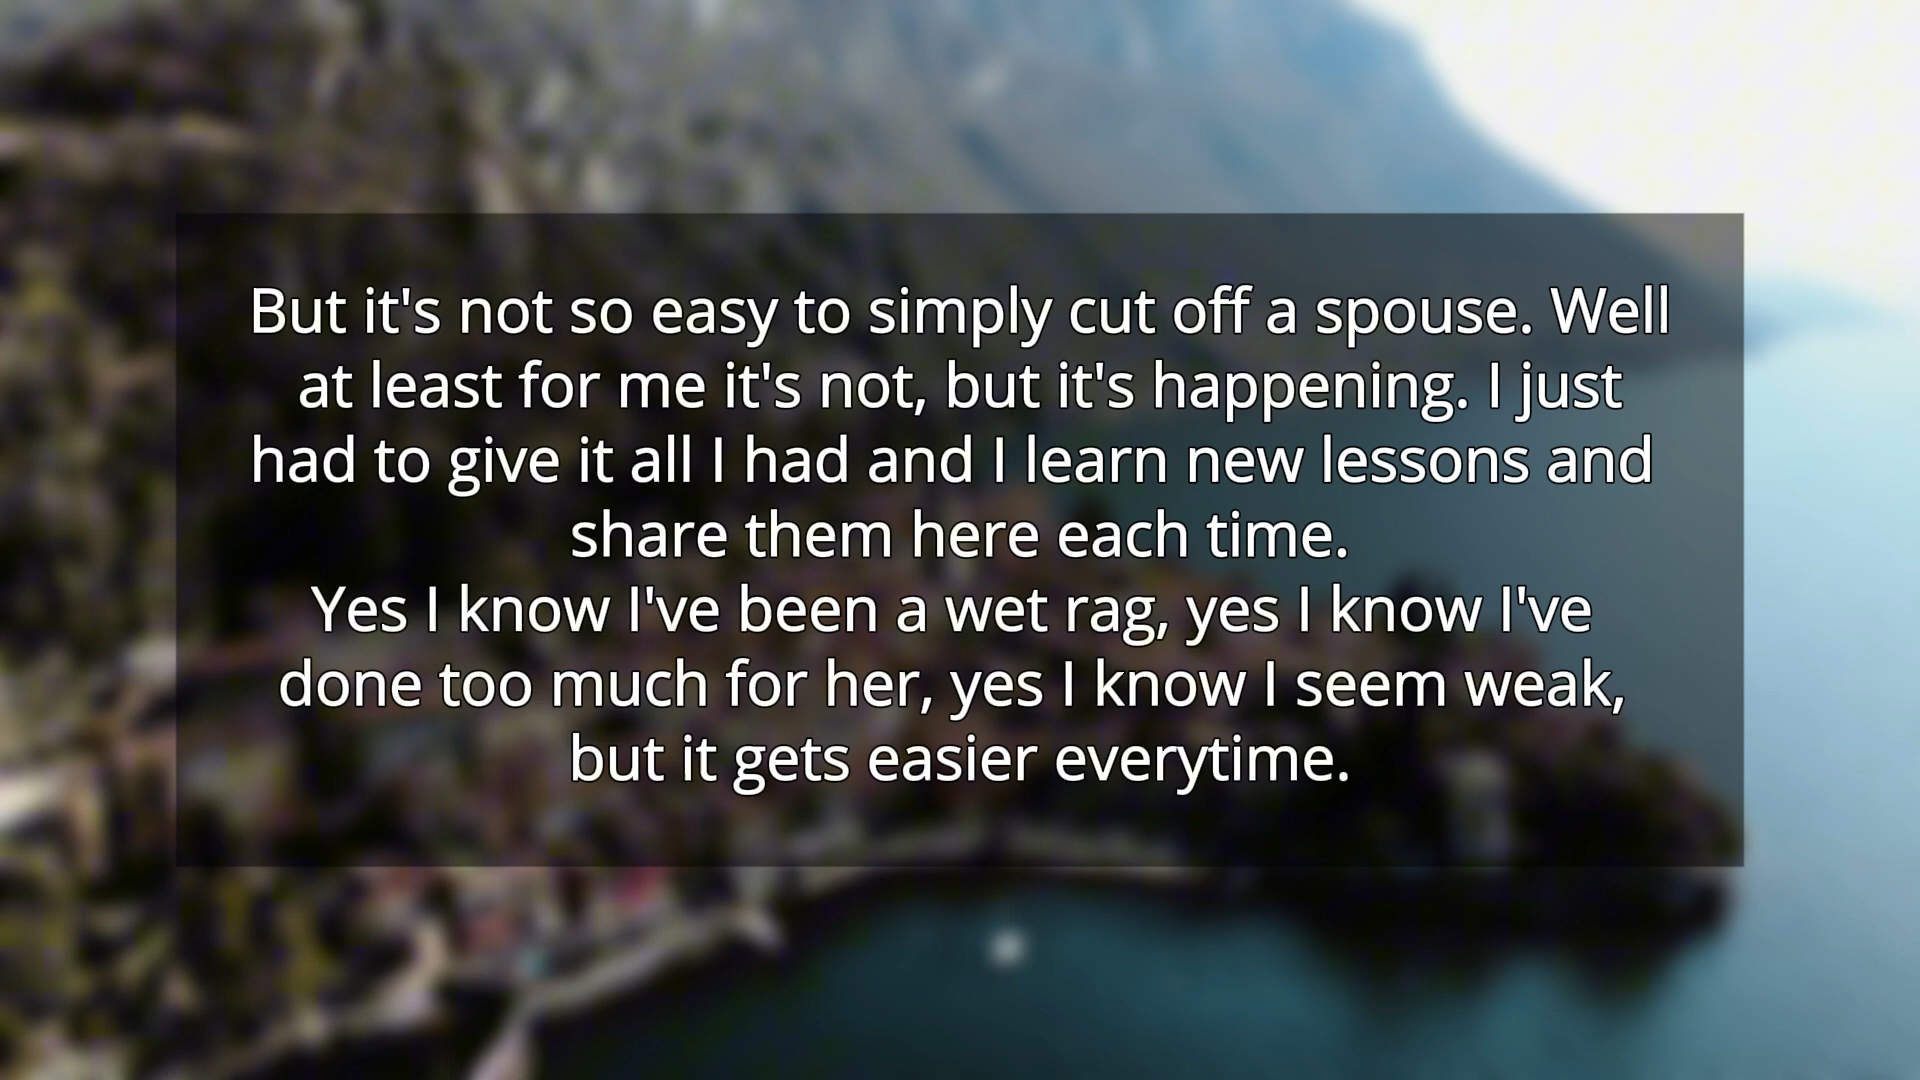 But it's not so easy to simply cut off a spouse. Well
at least for me it's not, but it's happening. I just
had to give it all I had and I learn new lessons and
share them here each time.
Yes I know I've been a wet rag, yes I know I've
done too much for her, yes I know I seem weak,
but it gets easier everytime.